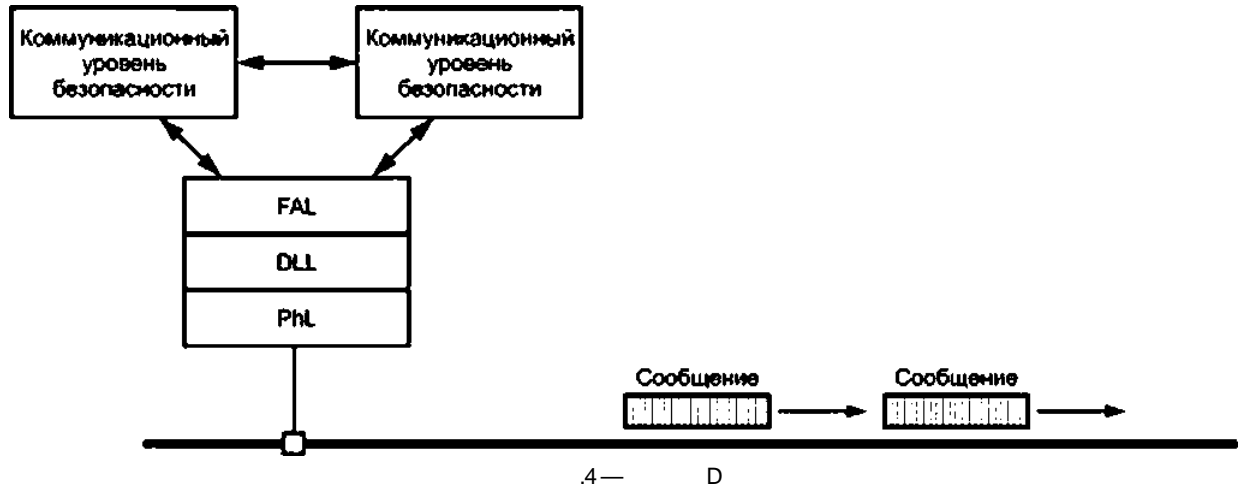 Коммуникационный
уровень
безопасности
Коммуникационный
уровень
безопасности
FAL
DLL
PhL
Сообщение
Сообщение
.4— D